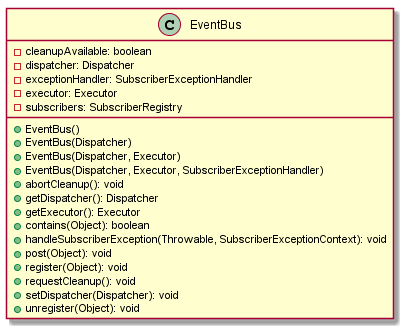 C EventBus
cleanupAvailable: boolean
dispatcher: Dispatcher
exceptionHandler: SubscriberExceptionHandler
executor: Executor
subscribers: SubscriberRegistry
EventBus()
EventBus(Dispatcher)
EventBus(Dispatcher, Executor)
EventBus(Dispatcher, Executor, SubscriberExceptionHandler)
abortCleanup(): void
getDispatcher(): Dispatcher
getExecutor(): Executor
contains(Object): boolean
handleSubscriberException(Throwable, SubscriberExceptionContext): void
post(Object): void
register(Object): void
requestCleanup(): void
setDispatcher(Dispatcher): void
unregister(Object): void